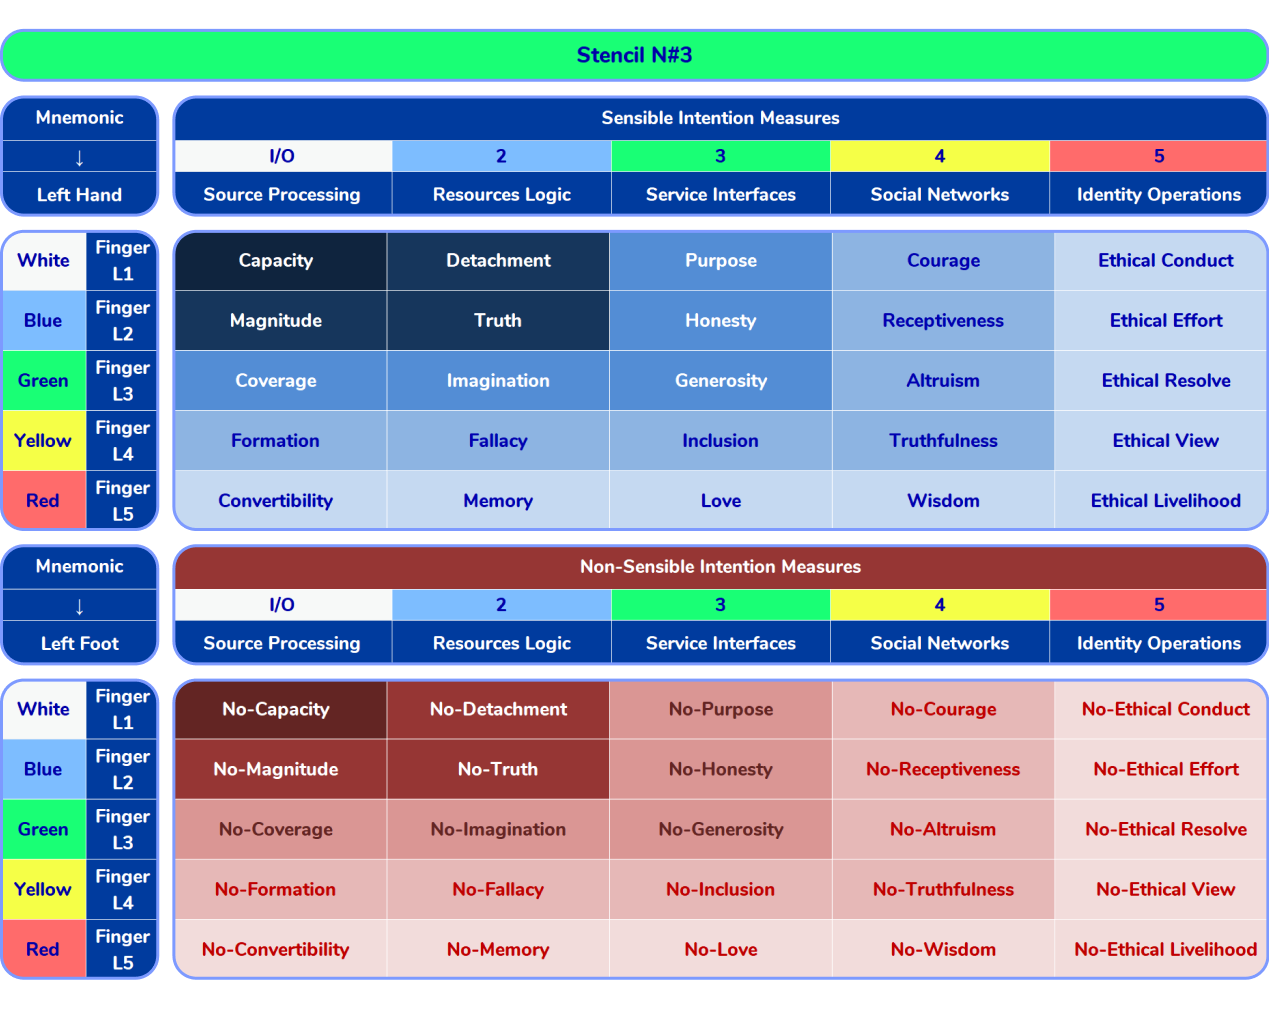 Stencil N#3
Mnemonic
Sensible Intention Measures
↓
I/O 2 3 4 5
Left Hand
Source Processing Resources Logic Service Interfaces Social Networks Identity Operations
White Finger L1 Capacity Detachment Purpose Courage Ethical Conduct
Blue Finger L2 Magnitude Truth Honesty Receptiveness Ethical Effort
Green Finger L3 Coverage Imagination Generosity Altruism Ethical Resolve
Yellow Finger L4 Formation Fallacy Inclusion Truthfulness Ethical View
Red Finger L5 Convertibility Memory Love Wisdom Ethical Livelihood
Mnemonic
Non-Sensible Intention Measures
↓
I/O 2 3 4 5
Left Foot
Source Processing Resources Logic Service Interfaces Social Networks Identity Operations
White Finger L1 No-Capacity No-Detachment No-Purpose No-Courage No-Ethical Conduct
Blue Finger L2 No-Magnitude No-Truth No-Honesty No-Receptiveness No-Ethical Effort
Green Finger L3 No-Coverage No-Imagination No-Generosity No-Altruism No-Ethical Resolve
Yellow Finger L4 No-Formation No-Fallacy No-Inclusion No-Truthfulness No-Ethical View
Red Finger L5 No-Convertibility No-Memory No-Love No-Wisdom No-Ethical Livelihood